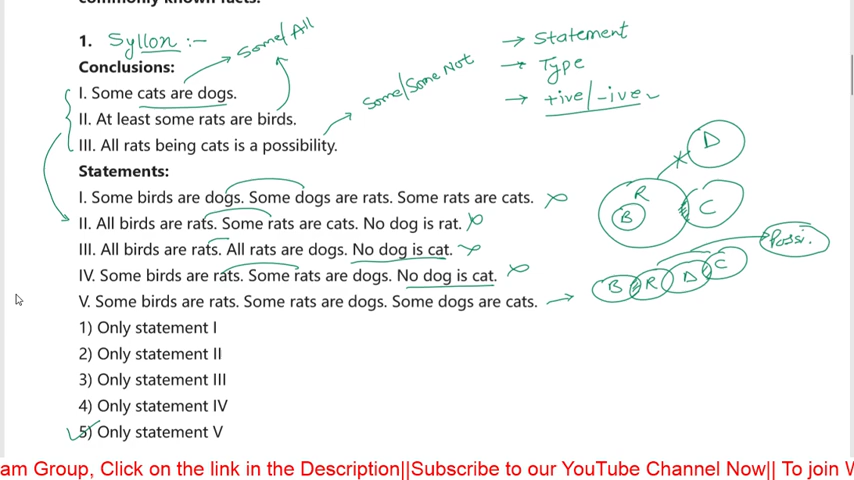 commonly known facts.
1. Syllon :-
Some/All
→ Statement
→ Type
→ +ive/-ive
Conclusions:
I. Some cats are dogs.
Some/Some Not
II. At least some rats are birds.
III. All rats being cats is a possibility.
Statements:
I. Some birds are dogs. Some dogs are rats. Some rats are cats.
II. All birds are rats. Some rats are cats. No dog is rat.
III. All birds are rats. All rats are dogs. No dog is cat.
IV. Some birds are rats. Some rats are dogs. No dog is cat.
V. Some birds are rats. Some rats are dogs. Some dogs are cats.
D
R
B
C
Possi.
B R D C
1) Only statement I
2) Only statement II
3) Only statement III
4) Only statement IV
5) Only statement V
am Group, Click on the link in the Description||Subscribe to our YouTube Channel Now|| To join